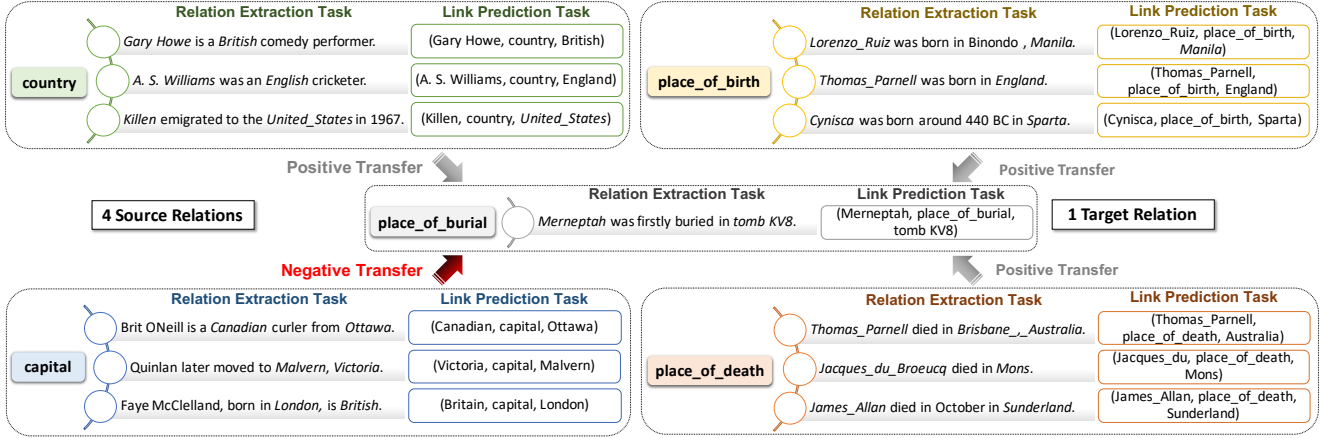 Relation Extraction Task
Link Prediction Task
country
Gary Howe is a British comedy performer.
(Gary Howe, country, British)
A. S. Williams was an English cricketer.
(A. S. Williams, country, England)
Killen emigrated to the United_States in 1967.
(Killen, country, United_States)
Relation Extraction Task
Link Prediction Task
place_of_birth
Lorenzo_Ruiz was born in Binondo , Manila.
(Lorenzo_Ruiz, place_of_birth,
Manila)
Thomas_Parnell was born in England.
(Thomas_Parnell,
place_of_birth, England)
Cynisca was born around 440 BC in Sparta.
(Cynisca, place_of_birth, Sparta)
Positive Transfer
Positive Transfer
4 Source Relations
Relation Extraction Task
Link Prediction Task
place_of_burial
Merneptah was firstly buried in tomb KV8.
(Merneptah, place_of_burial,
tomb KV8)
1 Target Relation
Negative Transfer
Positive Transfer
Relation Extraction Task
Link Prediction Task
capital
Brit ONeill is a Canadian curler from Ottawa.
(Canadian, capital, Ottawa)
Quinlan later moved to Malvern, Victoria.
(Victoria, capital, Malvern)
Faye McClelland, born in London, is British.
(Britain, capital, London)
Relation Extraction Task
Link Prediction Task
place_of_death
Thomas_Parnell died in Brisbane_,_Australia.
(Thomas_Parnell,
place_of_death, Australia)
Jacques_du_Broeucq died in Mons.
(Jacques_du, place_of_death,
Mons)
James_Allan died in October in Sunderland.
(James_Allan, place_of_death,
Sunderland)